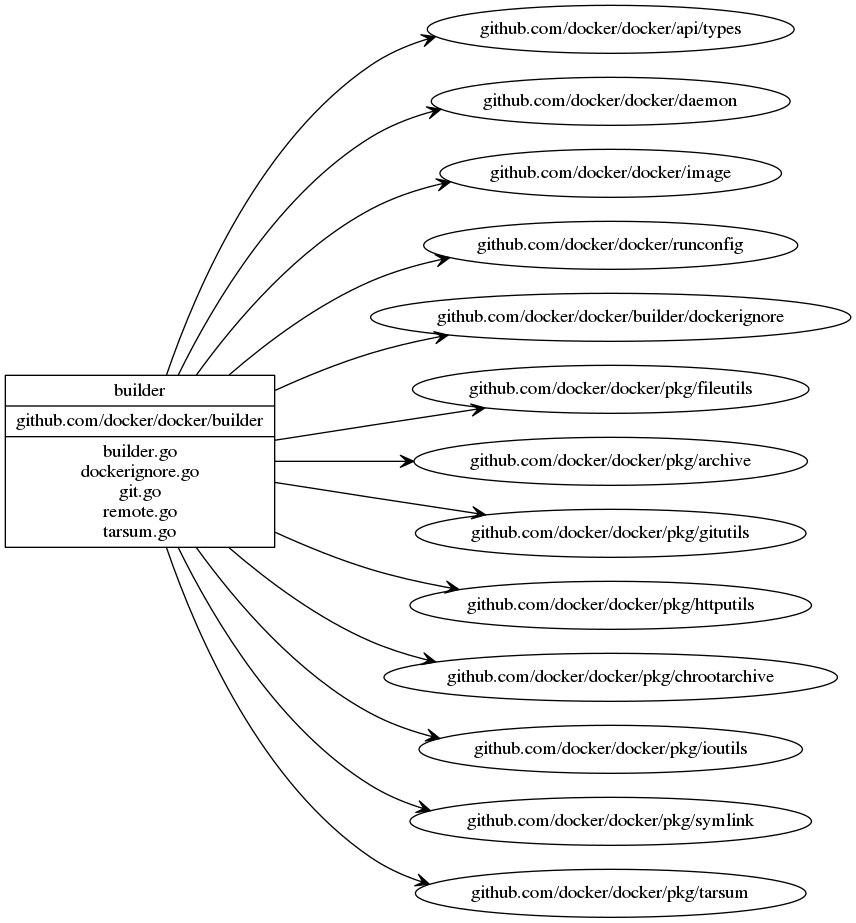 github.com/docker/docker/api/types
github.com/docker/docker/daemon
github.com/docker/docker/image
github.com/docker/docker/runconfig
github.com/docker/docker/builder/dockerignore
builder
github.com/docker/docker/builder
builder.go
dockerignore.go
git.go
remote.go
tarsum.go
github.com/docker/docker/pkg/fileutils
github.com/docker/docker/pkg/archive
github.com/docker/docker/pkg/gitutils
github.com/docker/docker/pkg/httputils
github.com/docker/docker/pkg/chrootarchive
github.com/docker/docker/pkg/ioutils
github.com/docker/docker/pkg/symlink
github.com/docker/docker/pkg/tarsum